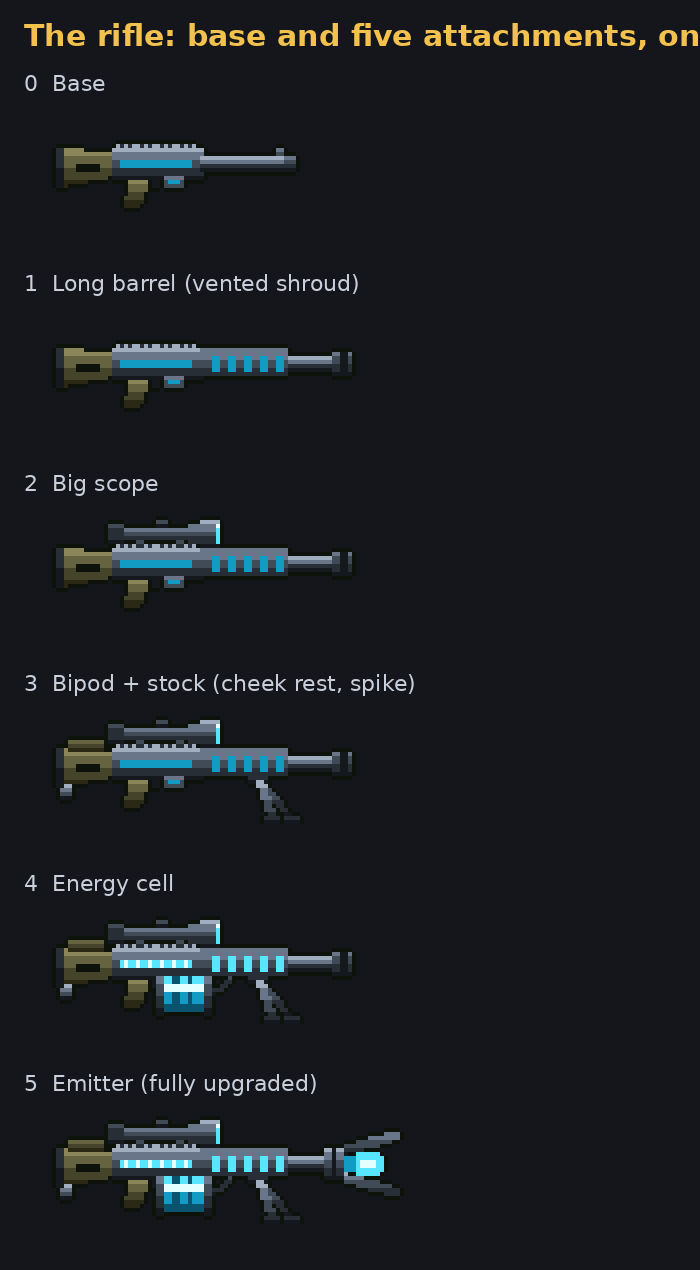 The rifle: base and five attachments, on
0 Base
1 Long barrel (vented shroud)
2 Big scope
3 Bipod + stock (cheek rest, spike)
4 Energy cell
5 Emitter (fully upgraded)